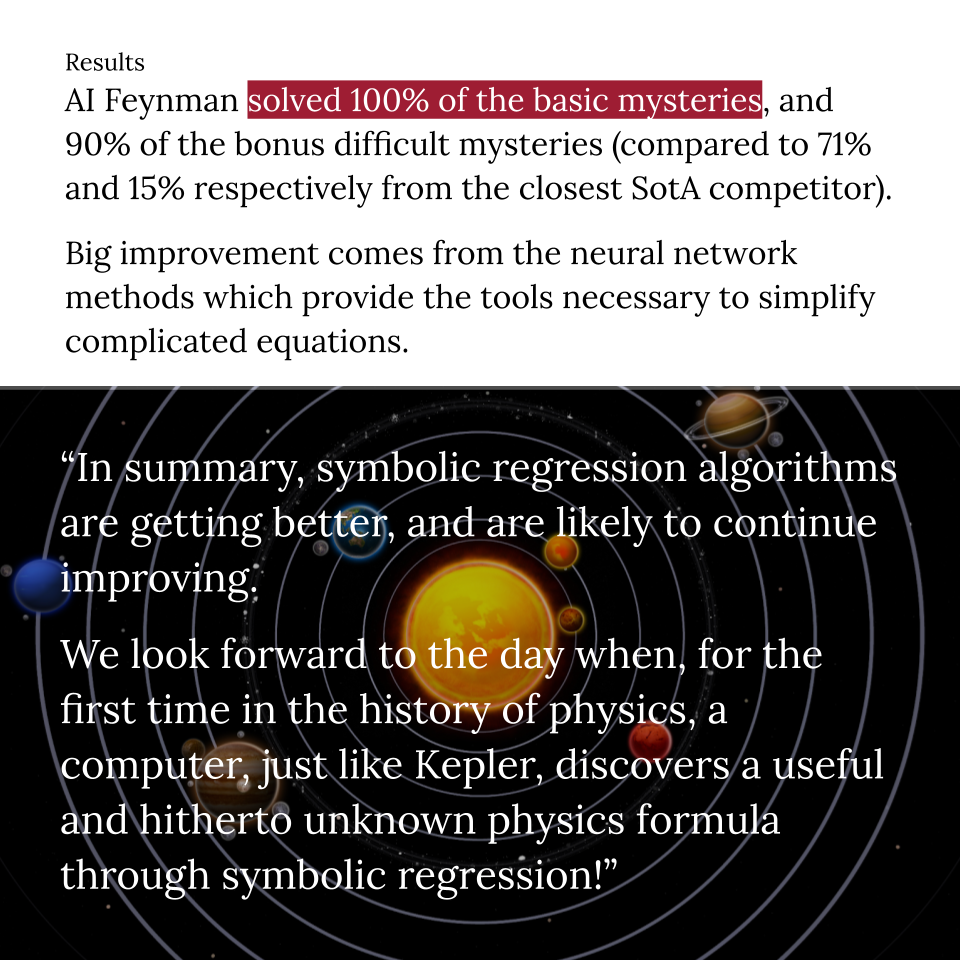 Results
AI Feynman solved 100% of the basic mysteries, and
90% of the bonus difficult mysteries (compared to 71%
and 15% respectively from the closest SotA competitor).
Big improvement comes from the neural network
methods which provide the tools necessary to simplify
complicated equations.
“In summary, symbolic regression algorithms
are getting better, and are likely to continue
improving.
We look forward to the day when, for the
first time in the history of physics, a
computer, just like Kepler, discovers a useful
and hitherto unknown physics formula
through symbolic regression!”